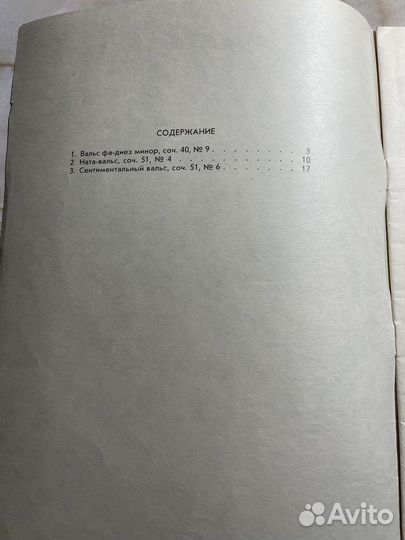 СОДЕРЖАНИЕ
1. Вальс фа-диез минор, соч. 40, № 9 . . . . . . . . 3
2. Ната-вальс, соч. 51, № 4 . . . . . . . . . . . 10
3. Сентиментальный вальс, соч. 51, № 6 . . . . . . . 17
Avito